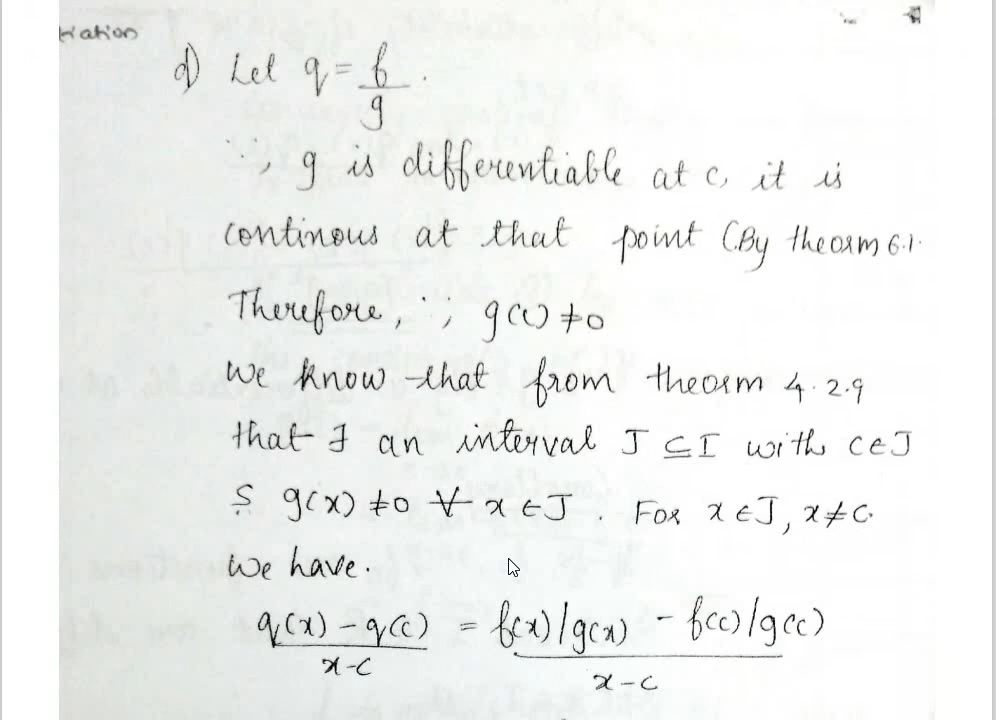 d) Let q = f/g.
∵ g is differentiable at c, it is
continous at that point (By theorm 6.1.
Therefore, ∵ g(c) ≠ 0
We know that from theorm 4.2.9
that ∃ an interval J ⊆ I with c ∈ J
& g(x) ≠ 0 ∀ x ∈ J. For x ∈ J, x ≠ c
we have.
q(x) - q(c) / x-c = f(x)/g(x) - f(c)/g(c) / x-c